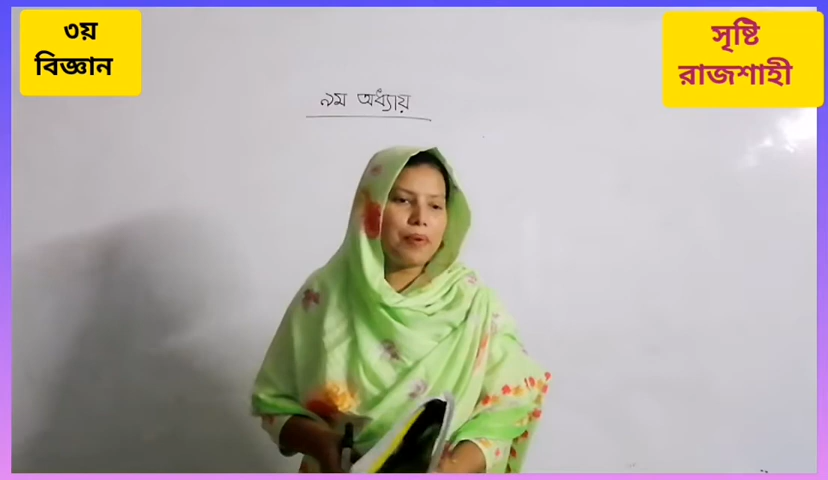 ৩য়
বিজ্ঞান
সৃষ্টি
রাজশাহী
৯ম অধ্যায়